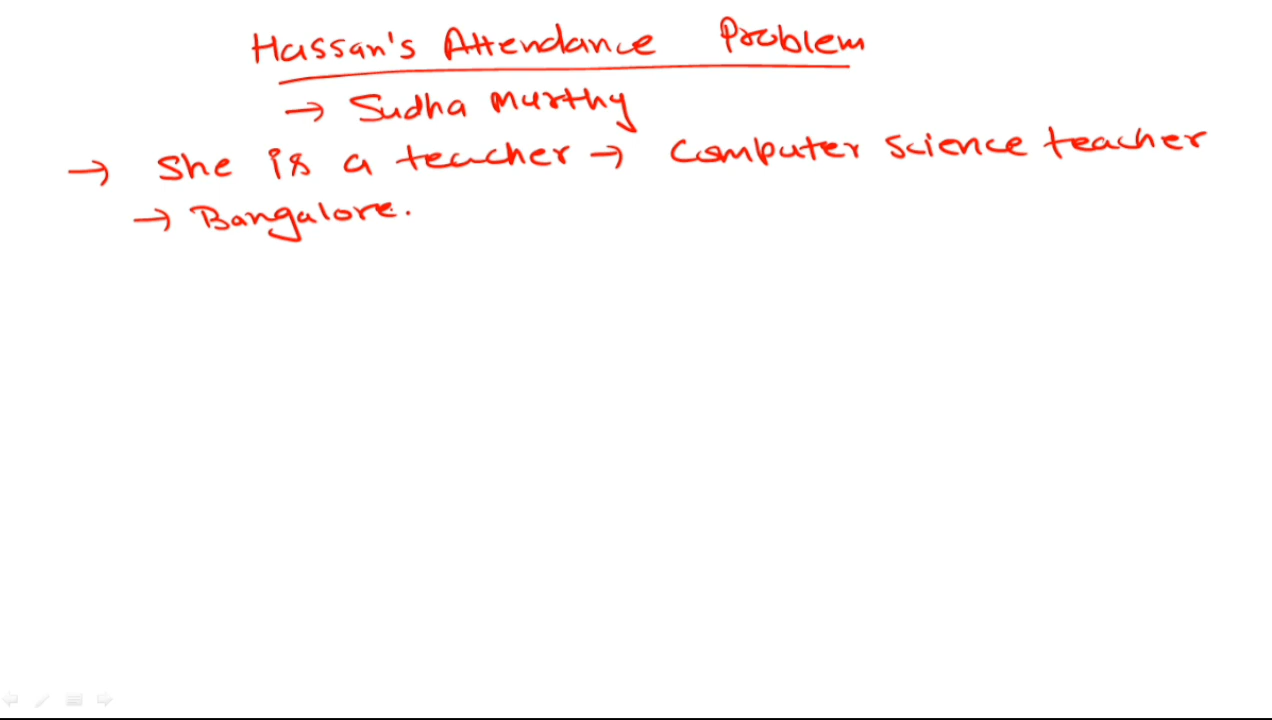 Hassan's Attendance Problem
→ Sudha Murthy
→ She is a teacher → Computer Science teacher
→ Bangalore.